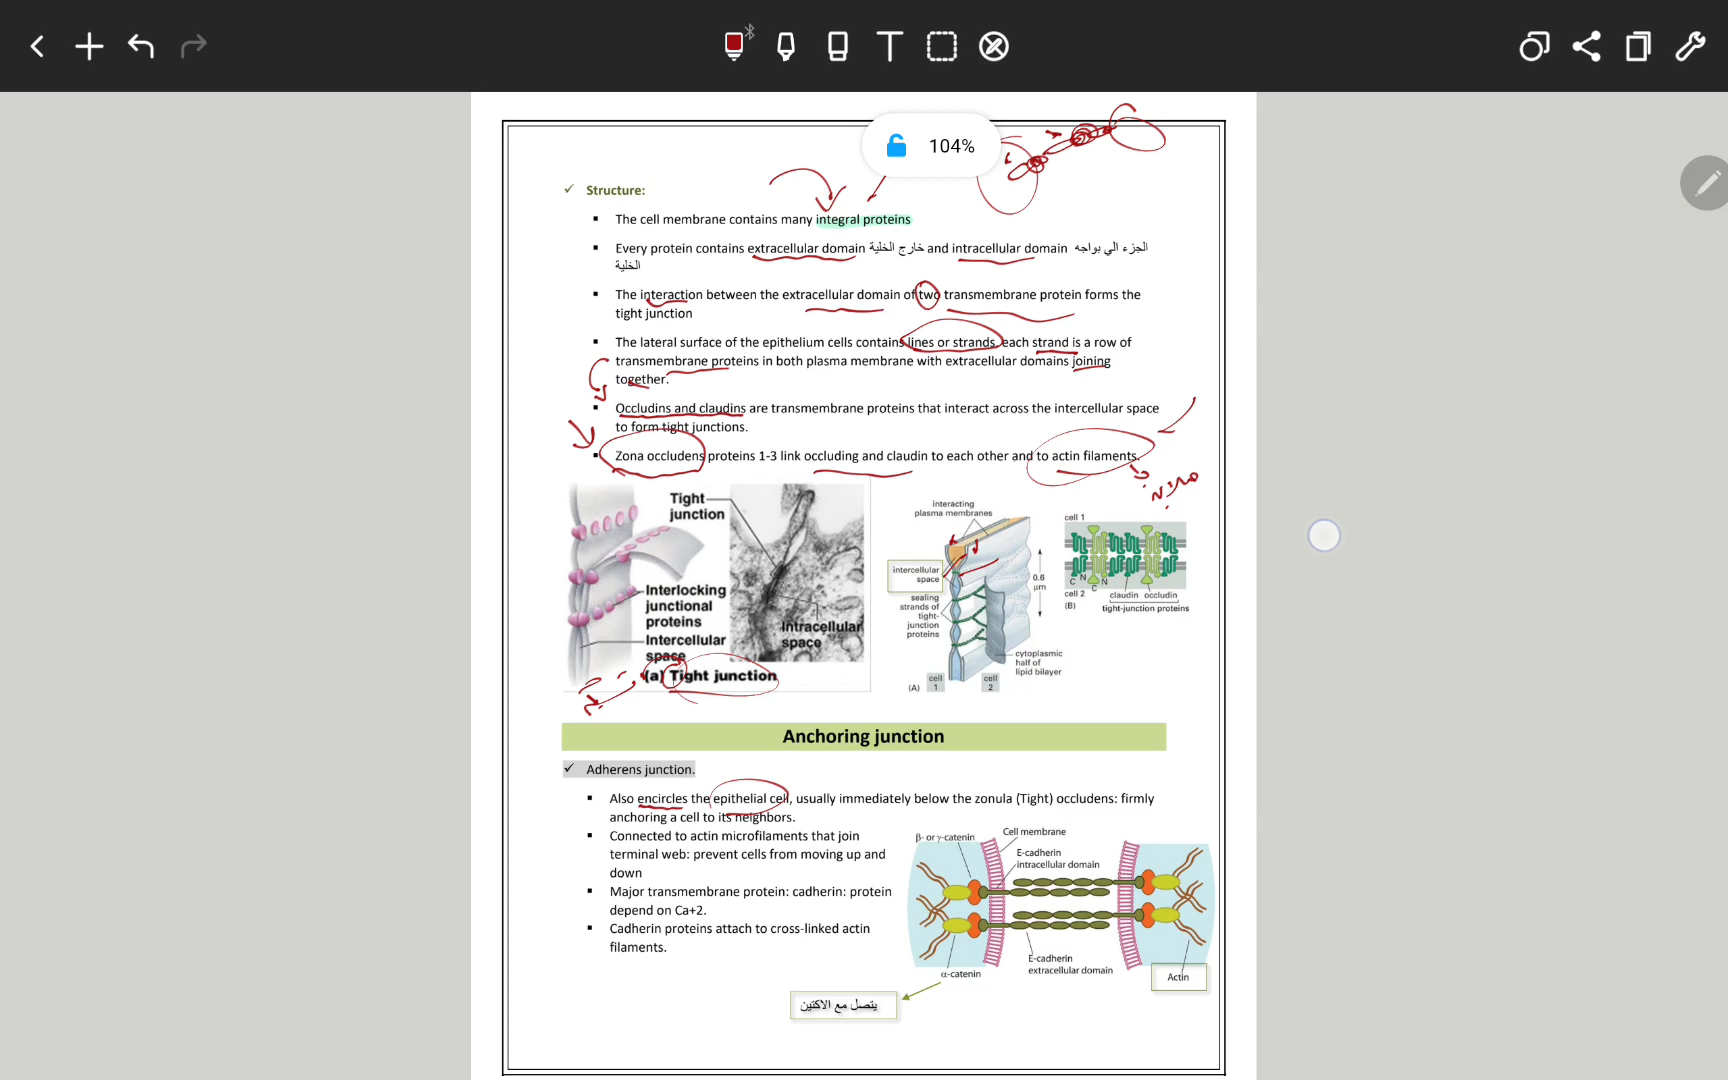 104%
✓ Structure:
▪ The cell membrane contains many integral proteins
▪ Every protein contains extracellular domain خارج الخلية and intracellular domain الجزء الي بواجه
الخلية
▪ The interaction between the extracellular domain of two transmembrane protein forms the
tight junction
▪ The lateral surface of the epithelium cells contains lines or strands, each strand is a row of
transmembrane proteins in both plasma membrane with extracellular domains joining
together.
▪ Occludins and claudins are transmembrane proteins that interact across the intercellular space
to form tight junctions.
▪ Zona occludens proteins 1-3 link occluding and claudin to each other and to actin filaments.
Tight
junction
Interlocking
junctional
proteins
Intercellular
space
Intracellular
space
(a) Tight junction
interacting
plasma membranes
intercellular
space
sealing
strands of
tight-
junction
proteins
0.6
μm
cytoplasmic
half of
lipid bilayer
(A)
cell
1
cell
2
cell 1
C N N
C
cell 2
(B)
claudin occludin
tight-junction proteins
Anchoring junction
✓ Adherens junction.
▪ Also encircles the epithelial cell, usually immediately below the zonula (Tight) occludens: firmly
anchoring a cell to its neighbors.
▪ Connected to actin microfilaments that join
terminal web: prevent cells from moving up and
down
▪ Major transmembrane protein: cadherin: protein
depend on Ca+2.
▪ Cadherin proteins attach to cross-linked actin
filaments.
β- or γ-catenin
Cell membrane
E-cadherin
intracellular domain
E-cadherin
extracellular domain
α-catenin
Actin
يتصل مع الاكتين